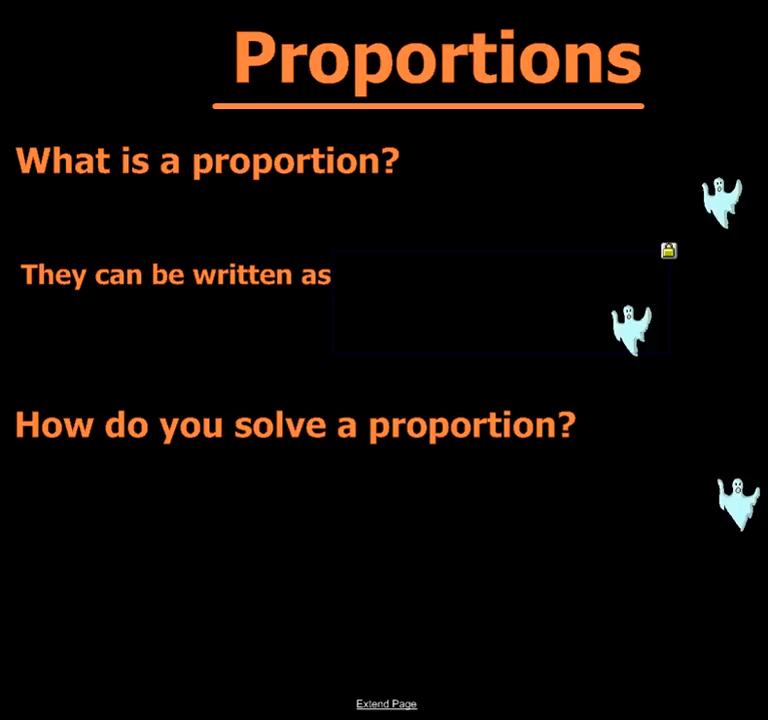 Proportions
What is a proportion?
They can be written as
How do you solve a proportion?
Extend Page